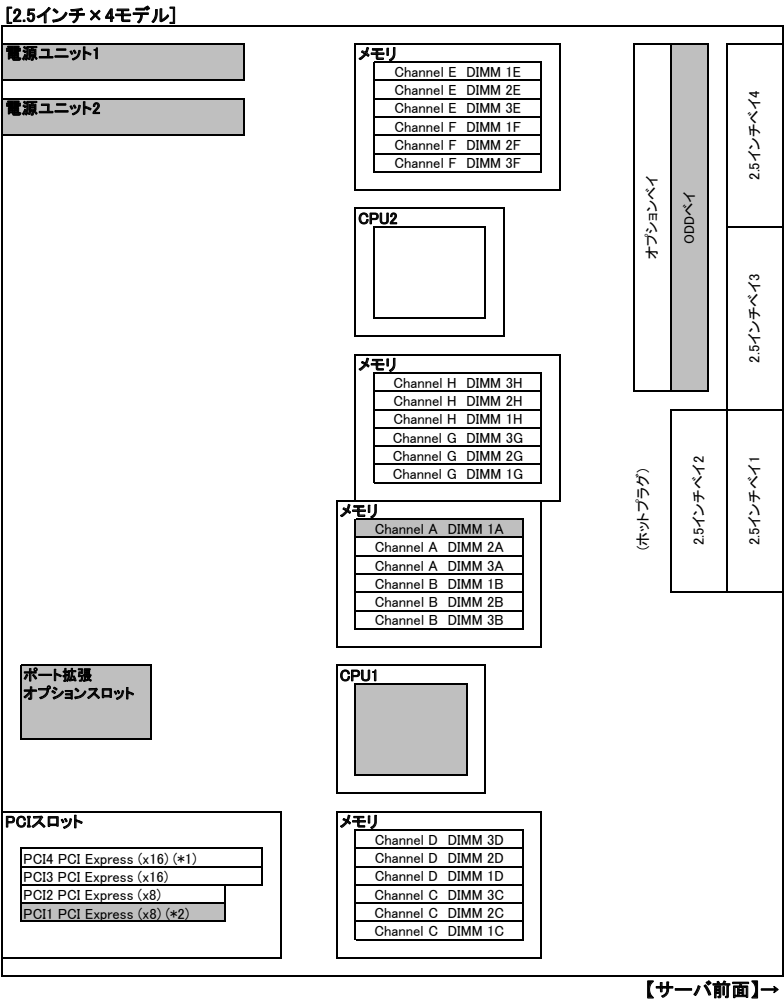 [2.5インチ×4モデル]
電源ユニット1
電源ユニット2
メモリ
Channel E DIMM 1E
Channel E DIMM 2E
Channel E DIMM 3E
Channel F DIMM 1F
Channel F DIMM 2F
Channel F DIMM 3F
CPU2
メモリ
Channel H DIMM 3H
Channel H DIMM 2H
Channel H DIMM 1H
Channel G DIMM 3G
Channel G DIMM 2G
Channel G DIMM 1G
メモリ
Channel A DIMM 1A
Channel A DIMM 2A
Channel A DIMM 3A
Channel B DIMM 1B
Channel B DIMM 2B
Channel B DIMM 3B
オプションベイ
ODDベイ
2.5インチベイ4
2.5インチベイ3
(ホットプラグ)
2.5インチベイ2
2.5インチベイ1
ポート拡張
オプションスロット
CPU1
PCIスロット
PCI4 PCI Express (x16) (*1)
PCI3 PCI Express (x16)
PCI2 PCI Express (x8)
PCI1 PCI Express (x8) (*2)
メモリ
Channel D DIMM 3D
Channel D DIMM 2D
Channel D DIMM 1D
Channel C DIMM 3C
Channel C DIMM 2C
Channel C DIMM 1C
【サーバ前面】→